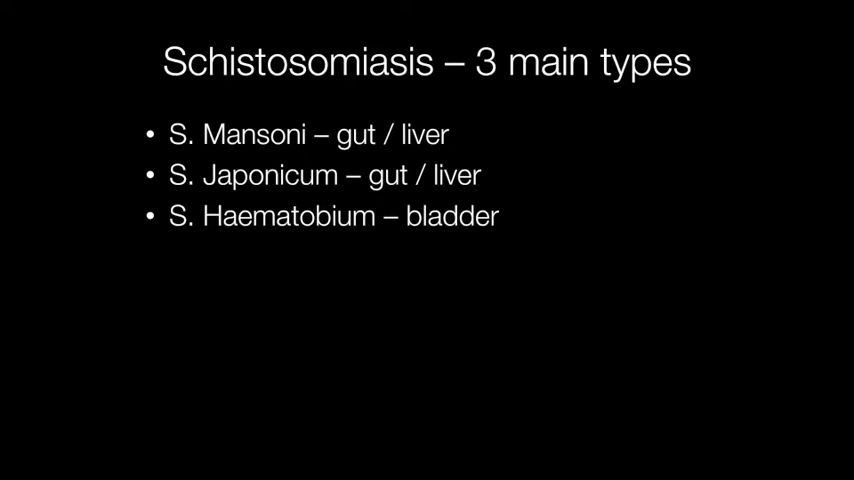 Schistosomiasis – 3 main types
• S. Mansoni – gut / liver
• S. Japonicum – gut / liver
• S. Haematobium – bladder